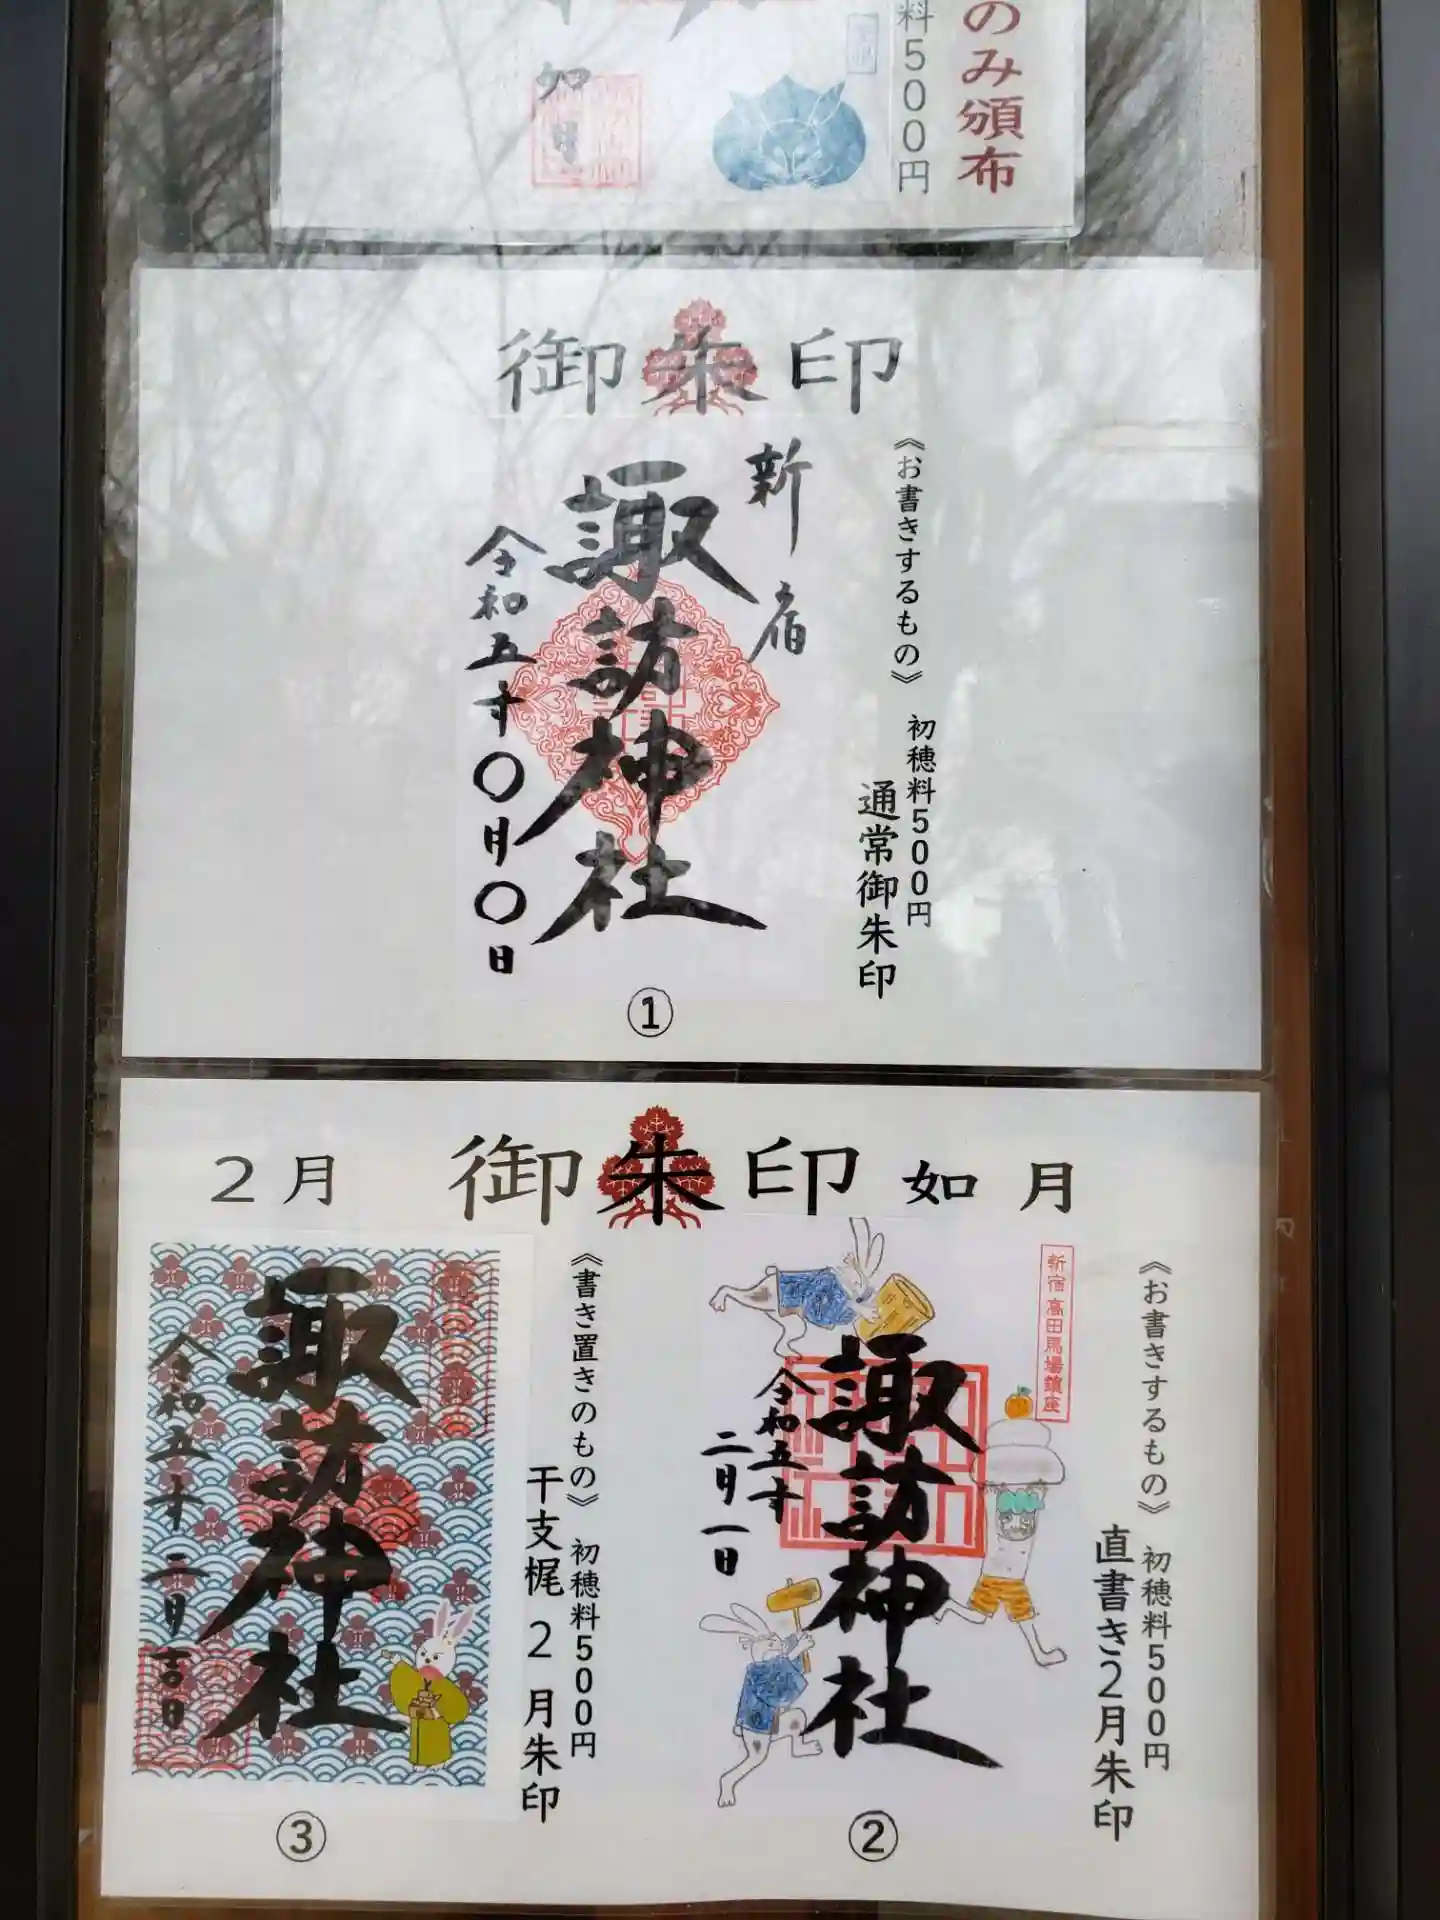 のみ頒布
料500円
如月
御朱印
《お書きするもの》
初穂料500円
通常御朱印
新宿
諏訪神社
令和五年〇月〇日
①
2月 御朱印 如月
《お書きするもの》
初穂料500円
直書き2月朱印
新宿高田馬場鎮座
諏訪神社
令和五年
二月一日
②
《書き置きのもの》
初穂料500円
干支梶2月朱印
諏訪神社
令和五年二月吉日
③